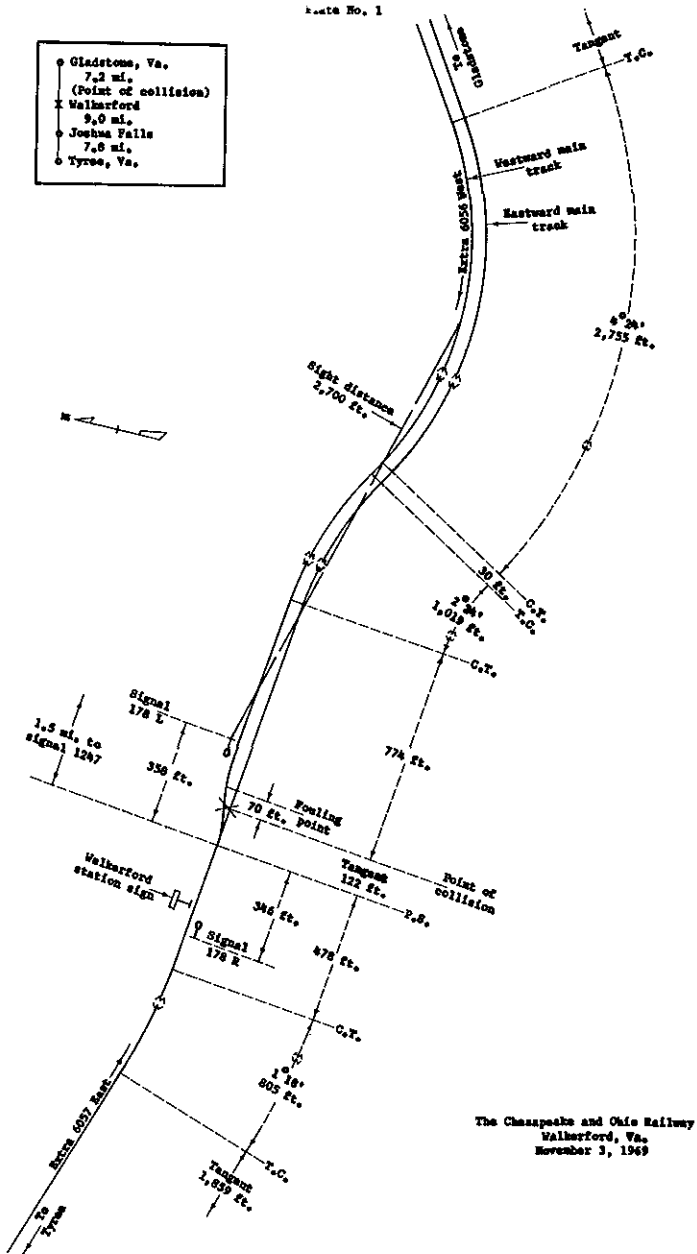 No. 1
Gladstone, Va.
7.2 mi.
(Point of collision)
Walkerford
9.0 mi.
Joshua Falls
7.8 mi.
Tyree, Va.
To
Gladstone
Tangent
T.C.
Westward main
track
Eastward main
track
Extra 6056 West
4° 24'
2,755 ft.
Sight distance
2,700 ft.
30 ft.
C.T.
T.C.
2° 34'
1,019 ft.
C.T.
Signal
178 L
1.5 mi. to
signal 1247
358 ft.
774 ft.
Fouling
point
70 ft.
Tangent
122 ft.
Point of
collision
P.S.
Walkerford
station sign
346 ft.
Signal
178 R
478 ft.
C.T.
1° 18'
805 ft.
Extra 6057 East
T.C.
Tangent
1,859 ft.
To
Tyree
The Chesapeake and Ohio Railway
Walkerford, Va.
November 3, 1969